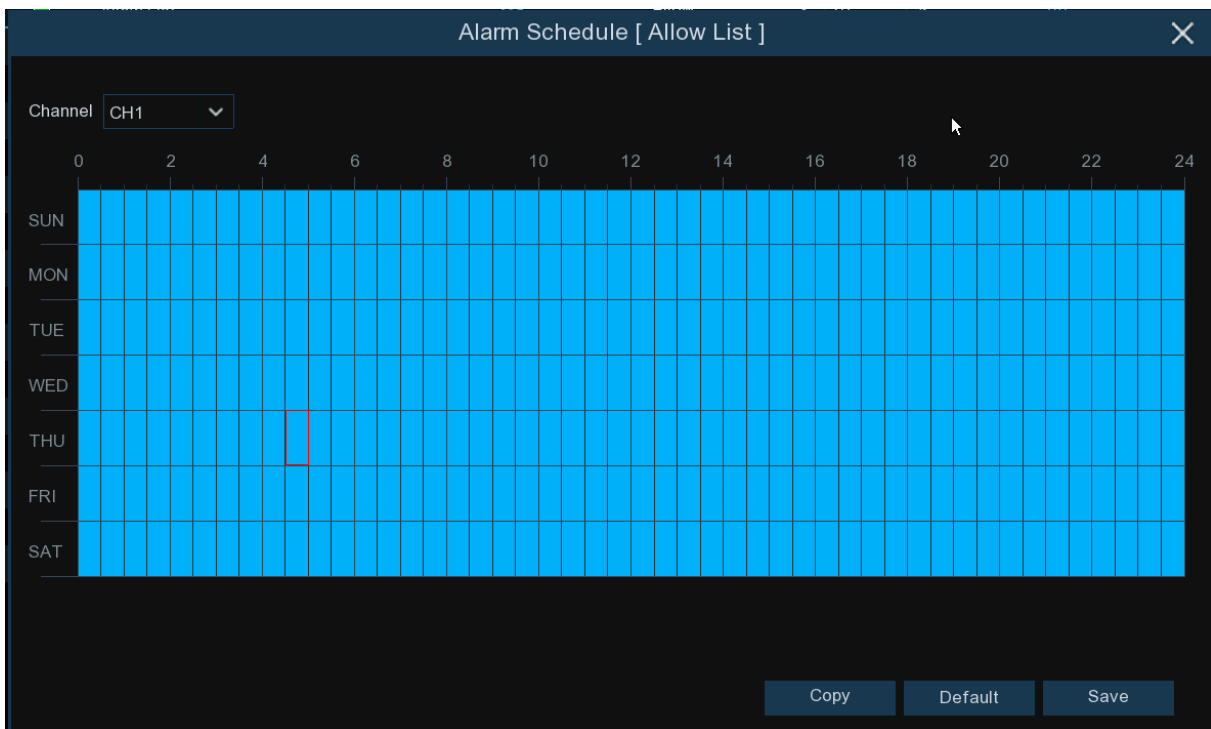 Alarm Schedule [ Allow List ]
Channel CH1
0 2 4 6 8 10 12 14 16 18 20 22 24
SUN
MON
TUE
WED
THU
FRI
SAT
Copy Default Save